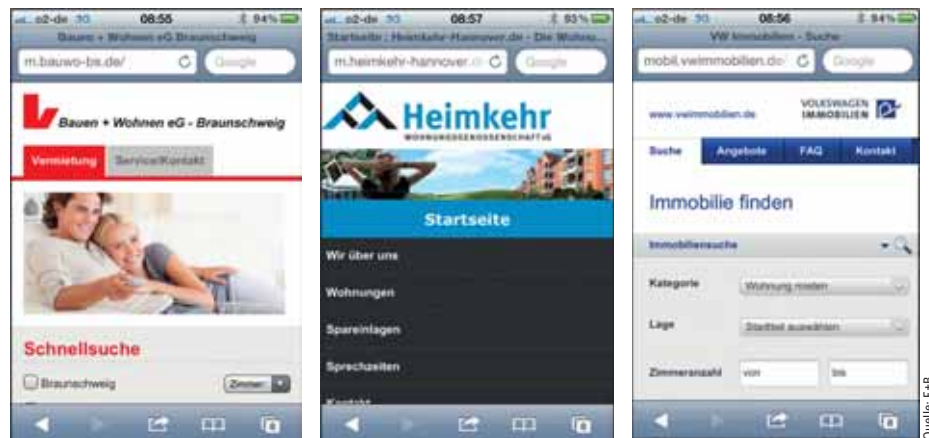 o2-de 3G 08:55 94%
Bauen + Wohnen eG Braunschweig
m.bauwo-bs.de/ Google
Bauen + Wohnen eG - Braunschweig
Vermietung Service/Kontakt
Schnellsuche
Braunschweig Zimmer
o2-de 3G 08:57 93%
Startseite : Heimkehr-Hannover.de - Die Wohnu...
m.heimkehr-hannover.d Google
Heimkehr
WOHNUNGSGENOSSENSCHAFT eG
Startseite
Wir über uns
Wohnungen
Spareinlagen
Sprechzeiten
Kontakt
o2-de 3G 08:56 94%
VW Immobilien - Suche
mobil.vwimmobilien.de/ Google
www.vwimmobilien.de
VOLKSWAGEN
IMMOBILIEN
Suche Angebote FAQ Kontakt
Immobilie finden
Immobiliensuche
Kategorie Wohnung mieten
Lage Stadtteil auswählen
Zimmeranzahl von bis
Quelle: F+B